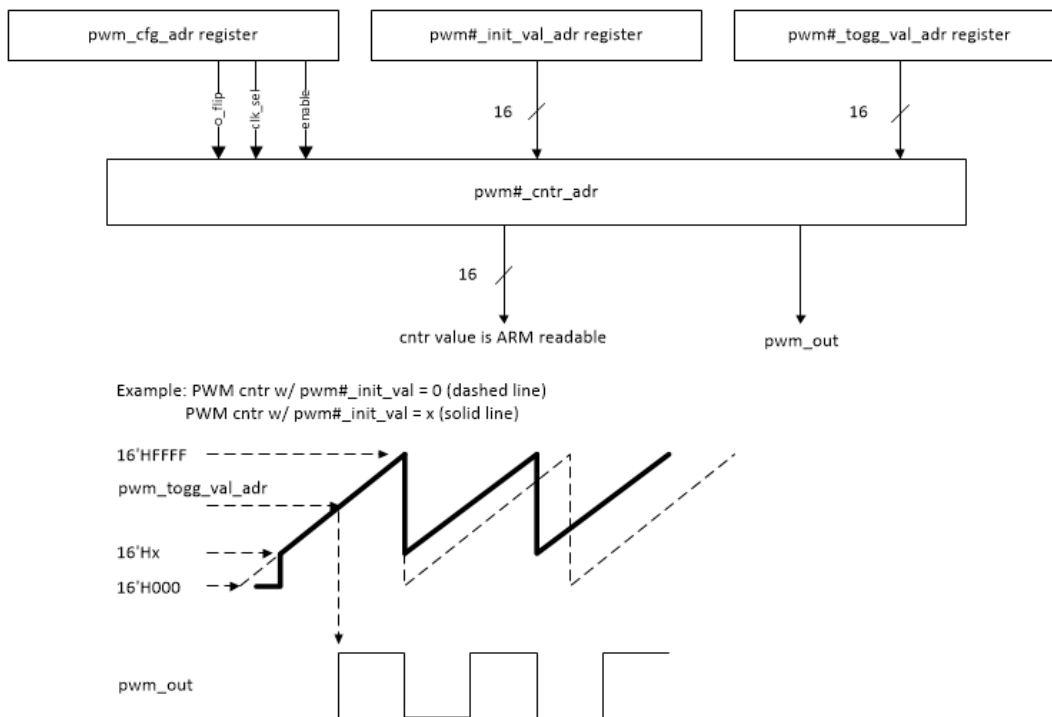 pwm_cfg_adr register
pwm#_init_val_adr register
pwm#_togg_val_adr register
o_flip
clk_sel
enable
16
16
pwm#_cntr_adr
16
cntr value is ARM readable
pwm_out
Example: PWM cntr w/ pwm#_init_val = 0 (dashed line)
PWM cntr w/ pwm#_init_val = x (solid line)
16'HFFFF
pwm_togg_val_adr
16'Hx
16'H000
pwm_out